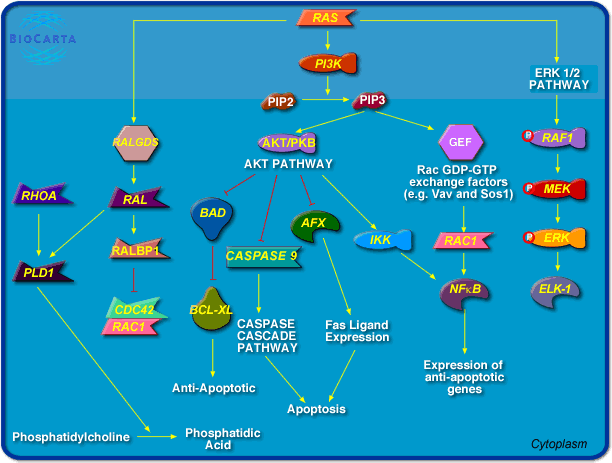 BIOCARTA
RAS
PI3K
ERK 1/2
PATHWAY
PIP2
PIP3
RALGDS
AKT/PKB
AKT PATHWAY
GEF
P
RAF1
Rac GDP-GTP
exchange factors
(e.g. Vav and Sos1)
P
MEK
RHOA
RAL
BAD
AFX
IKK
RAC1
P
ERK
RALBP1
CASPASE 9
PLD1
NFκB
ELK-1
CDC42
RAC1
BCL-XL
CASPASE
CASCADE
PATHWAY
Fas Ligand
Expression
Expression of
anti-apoptotic
genes
Anti-Apoptotic
Apoptosis
Phosphatidylcholine
Phosphatidic
Acid
Cytoplasm